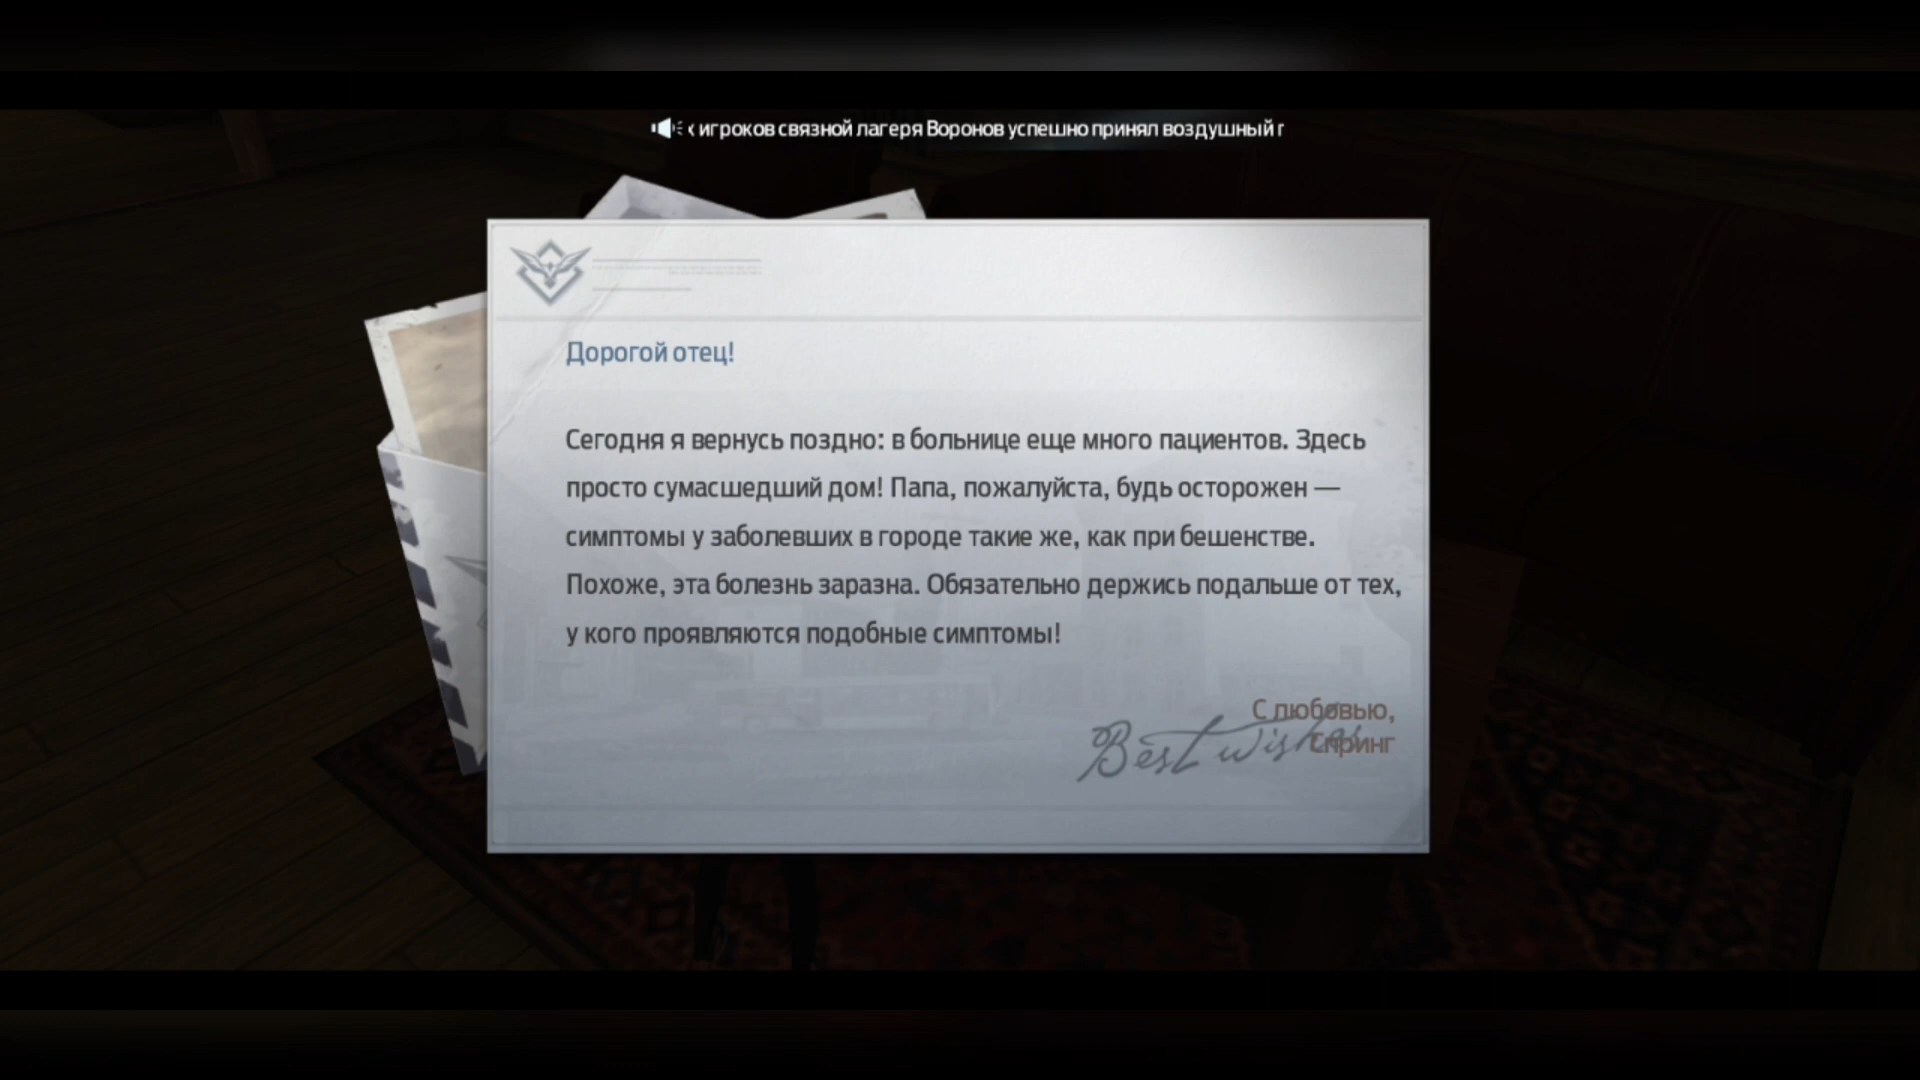 игроков связной лагеря Воронов успешно принял воздушный
Дорогой отец!
Сегодня я вернусь поздно: в больнице еще много пациентов. Здесь
просто сумасшедший дом! Папа, пожалуйста, будь осторожен —
симптомы у заболевших в городе такие же, как при бешенстве.
Похоже, эта болезнь заразна. Обязательно держись подальше от тех,
у кого проявляются подобные симптомы!
С любовью,
Спринг
Best wishes